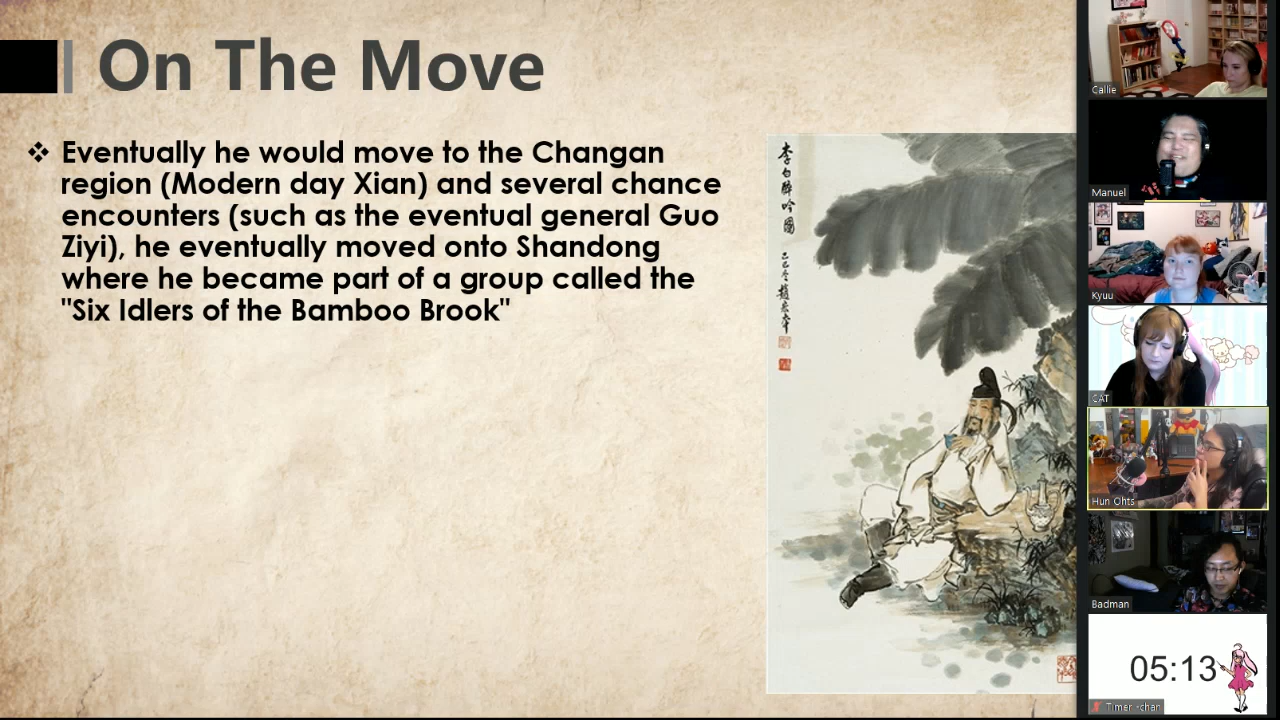 On The Move
❖ Eventually he would move to the Changan
region (Modern day Xian) and several chance
encounters (such as the eventual general Guo
Ziyi), he eventually moved onto Shandong
where he became part of a group called the
"Six Idlers of the Bamboo Brook"
李白醉吟圖
Callie
Manuel
Kyuu
CAT
Hun Ohts
Badman
05:13
Timer -chan